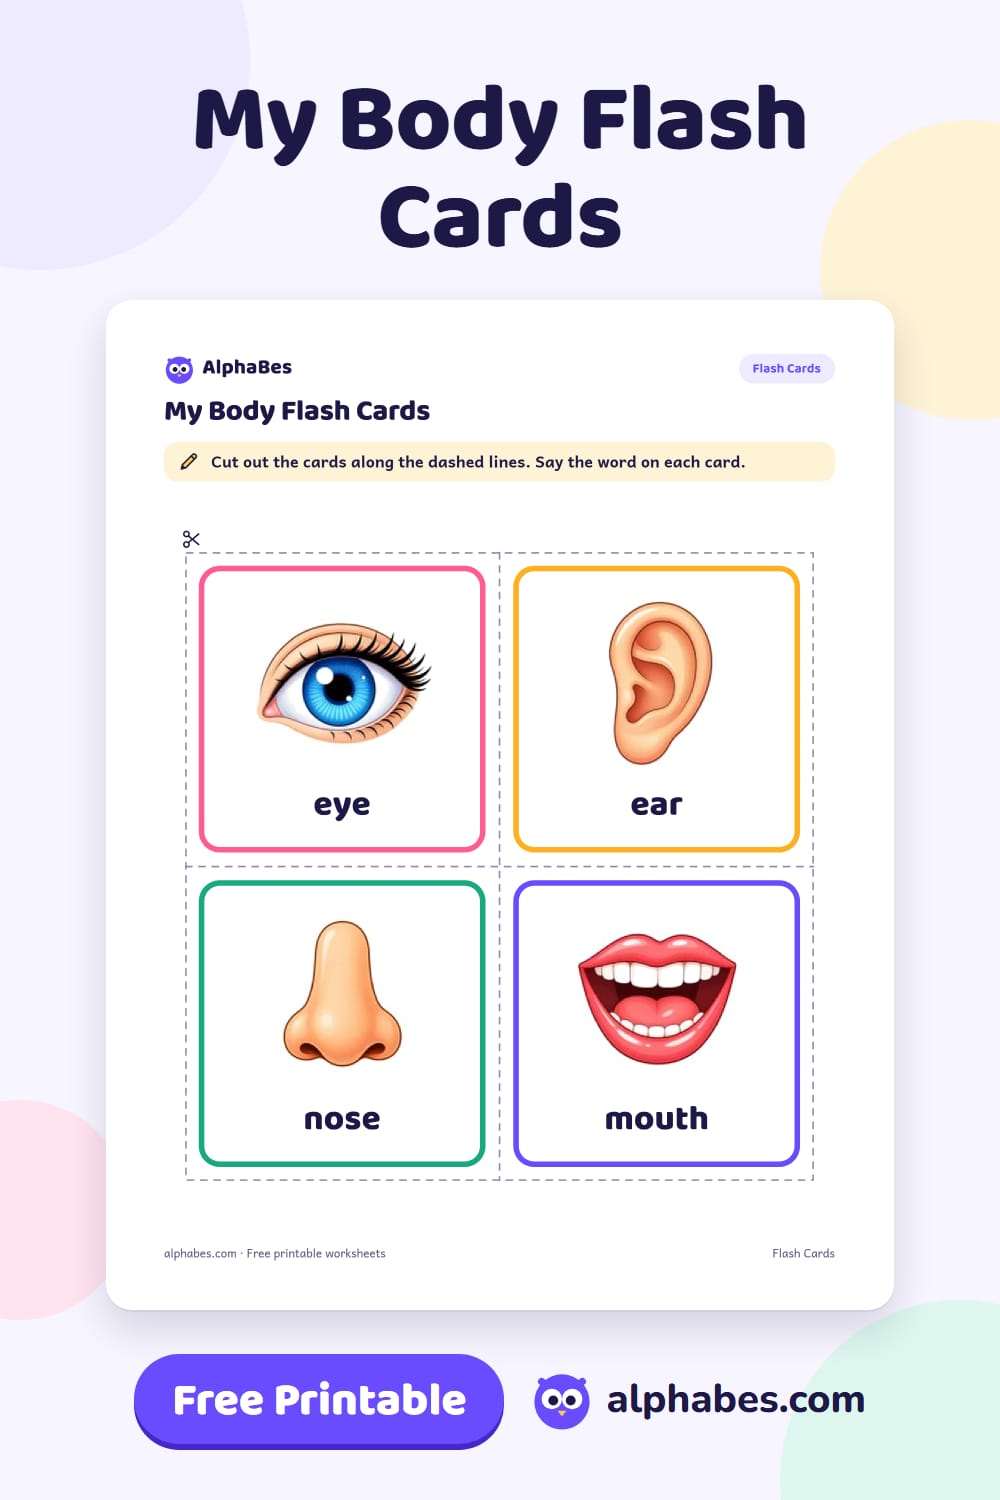 My Body Flash
Cards
AlphaBes
Flash Cards
My Body Flash Cards
Cut out the cards along the dashed lines. Say the word on each card.
eye
ear
nose
mouth
alphabes.com · Free printable worksheets
Flash Cards
Free Printable
alphabes.com